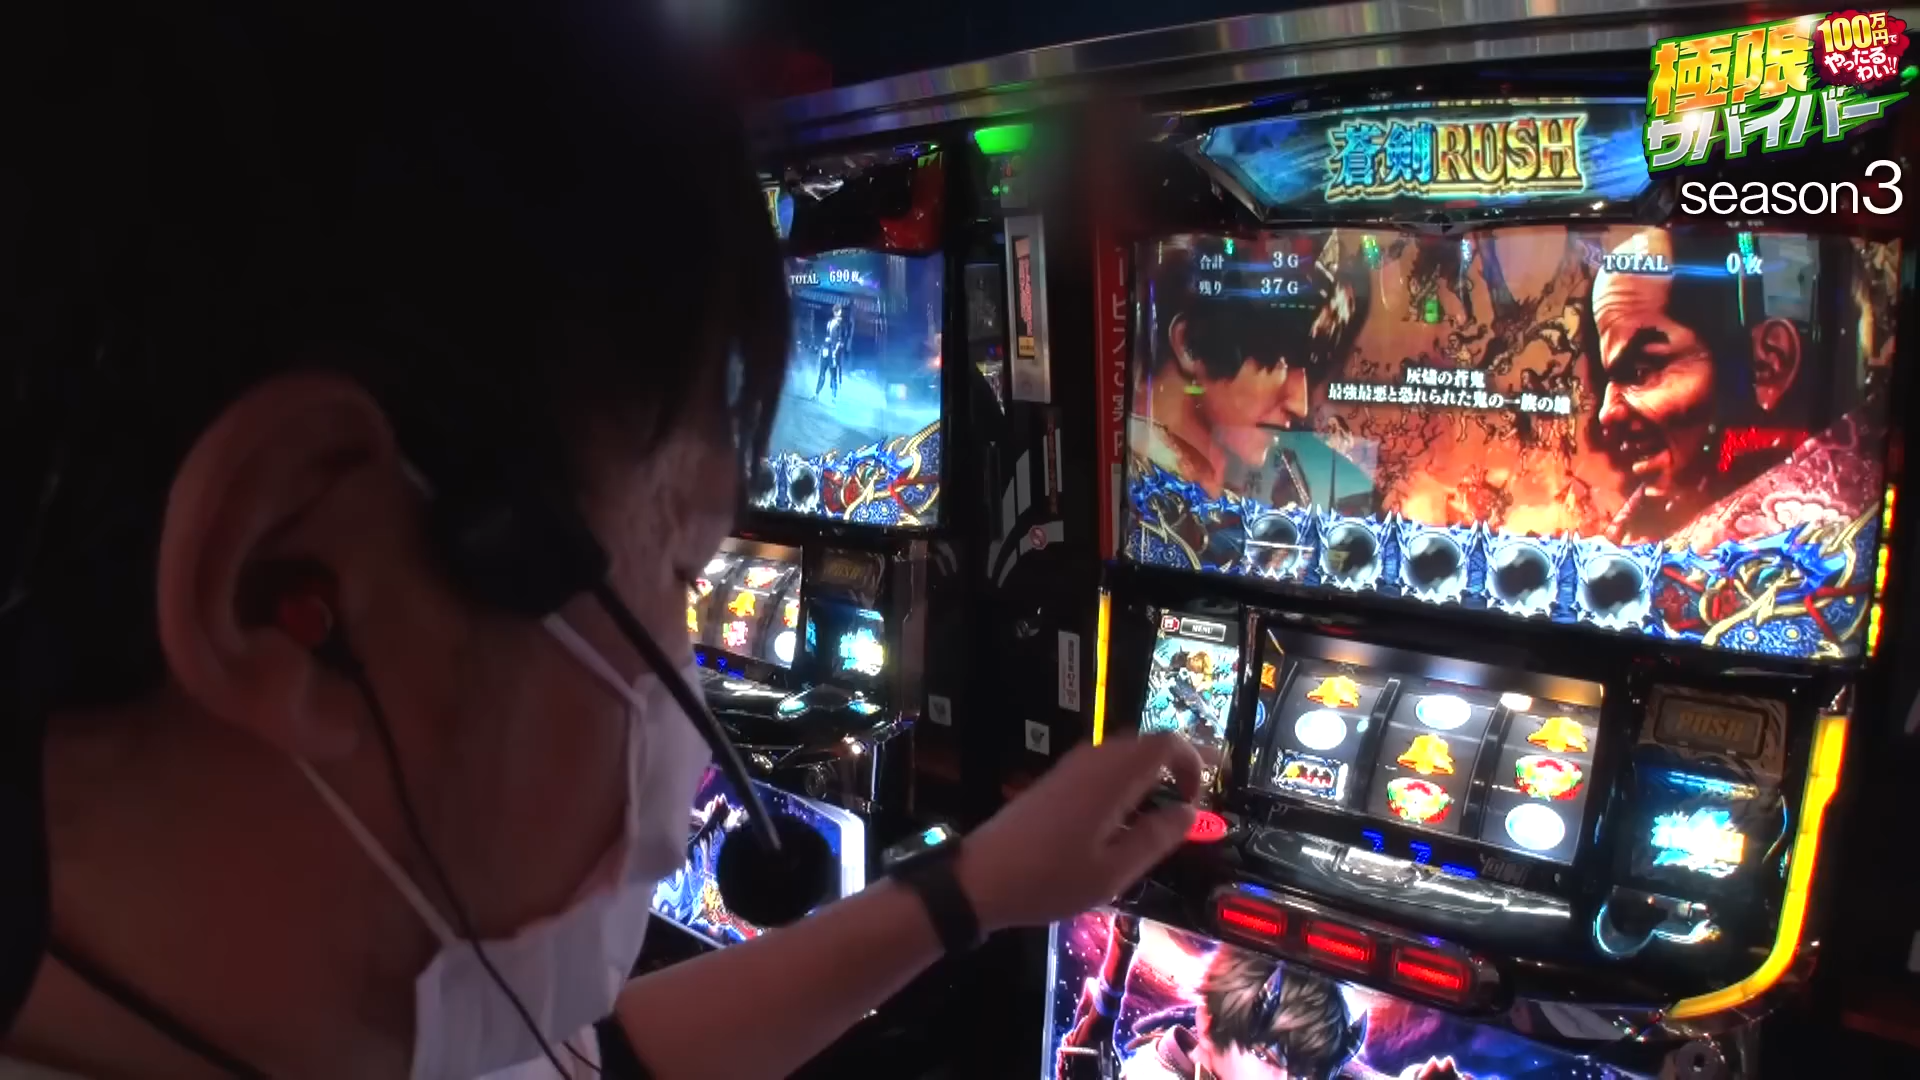 極限
サバイバー
100万円で
やったる
わい!!
season3
蒼剣RUSH
合計 3G
残り 37G
TOTAL 0枚
灰燼の蒼鬼
最強最悪と恐れられた鬼の一族の雄
TOTAL 690枚
MENU
PUSH